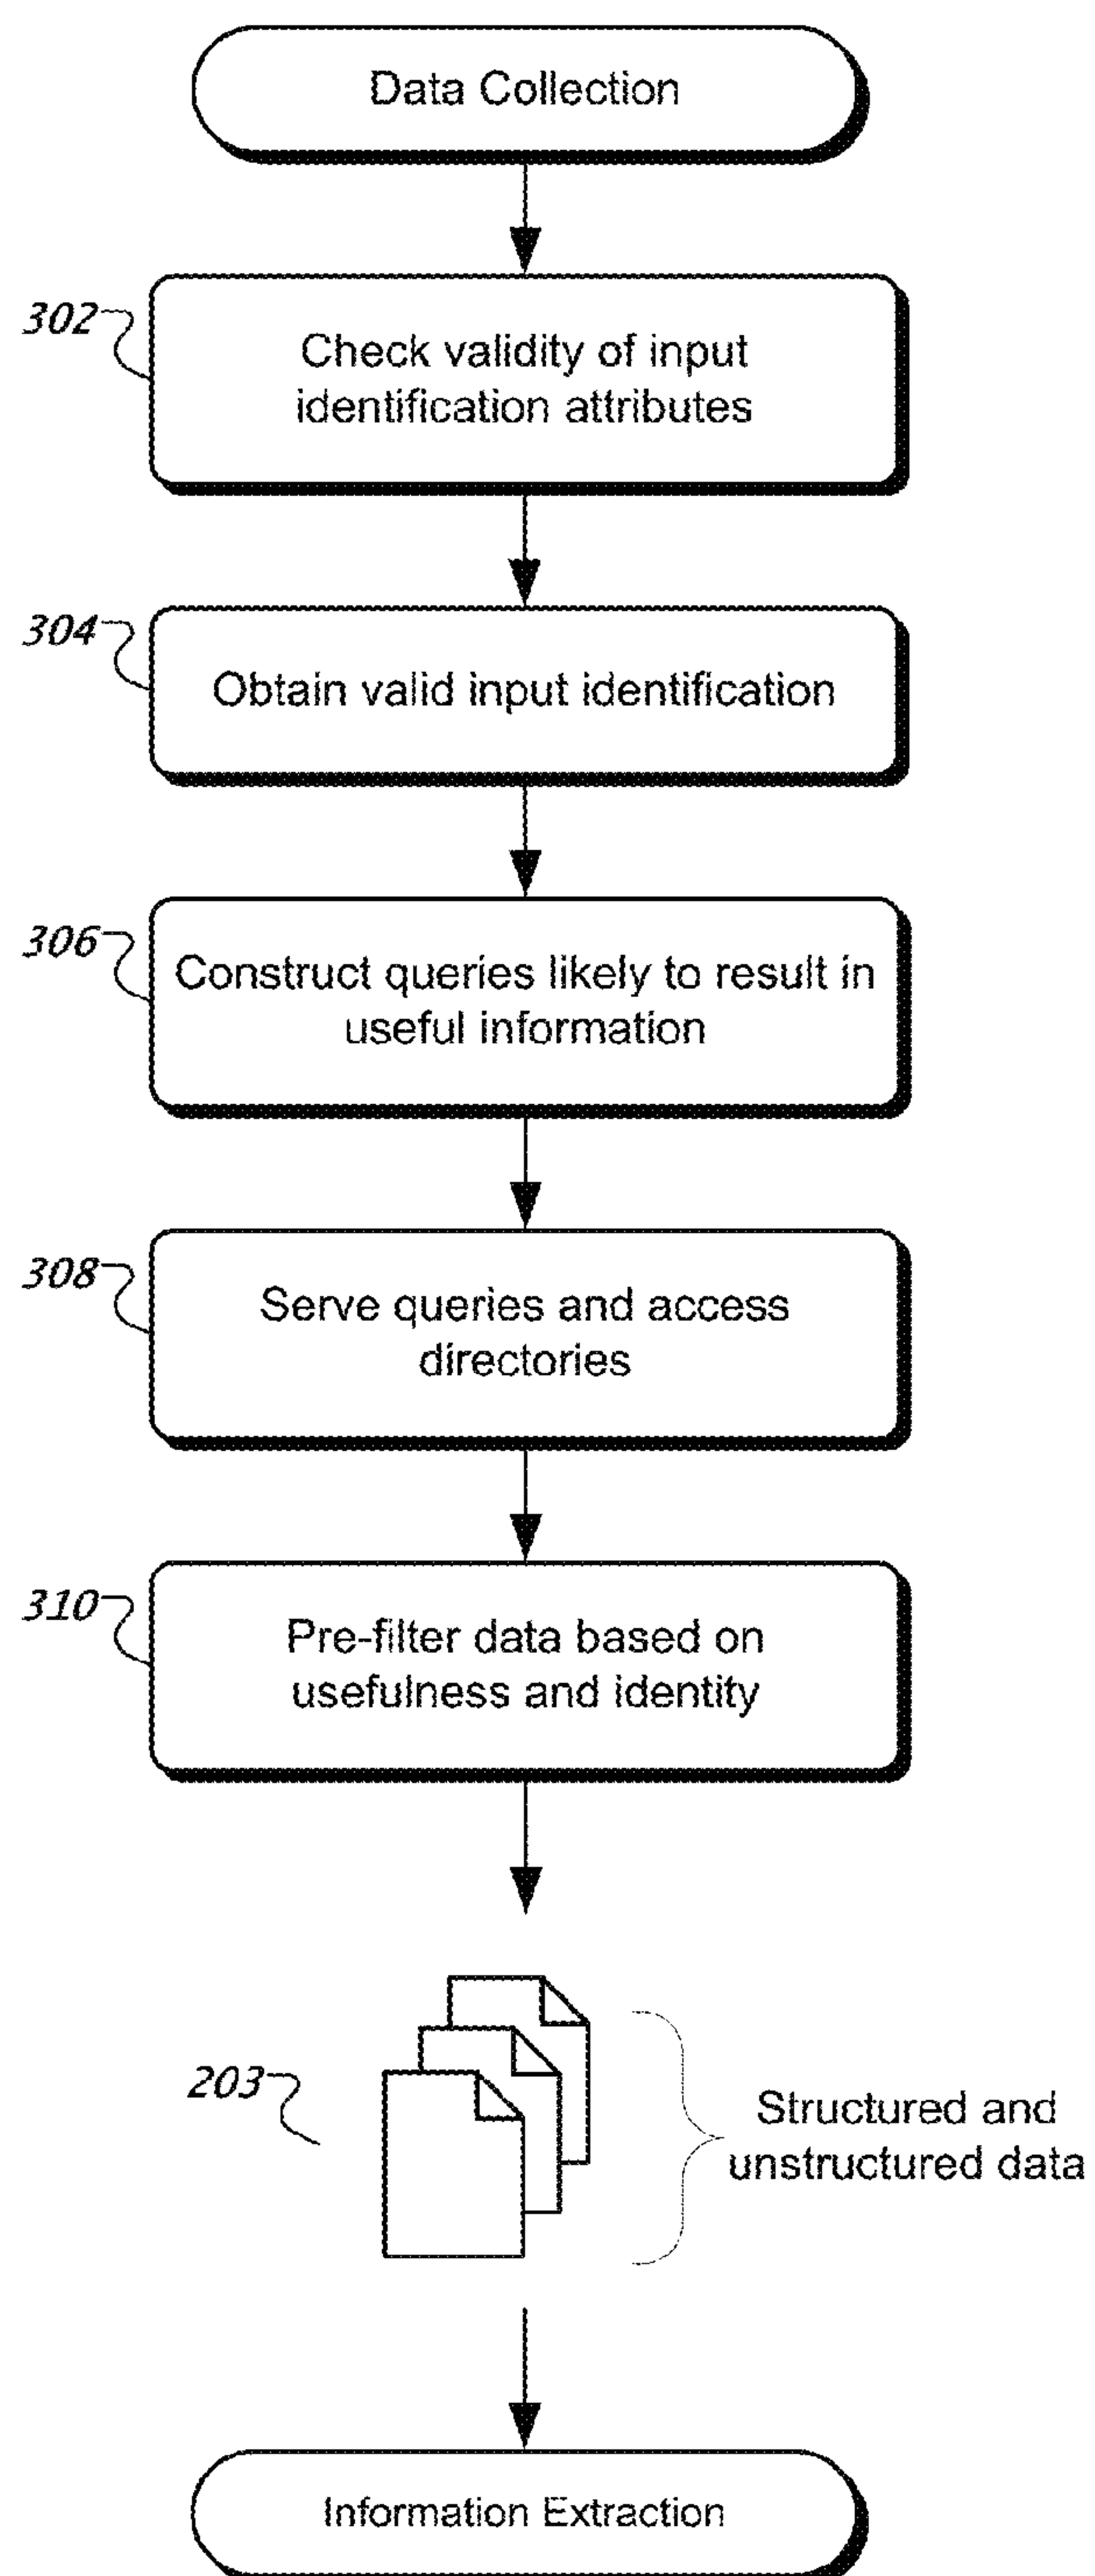 Data Collection
302
Check validity of input
identification attributes
304
Obtain valid input identification
306
Construct queries likely to result in
useful information
308
Serve queries and access
directories
310
Pre-filter data based on
usefulness and identity
203
Structured and
unstructured data
Information Extraction